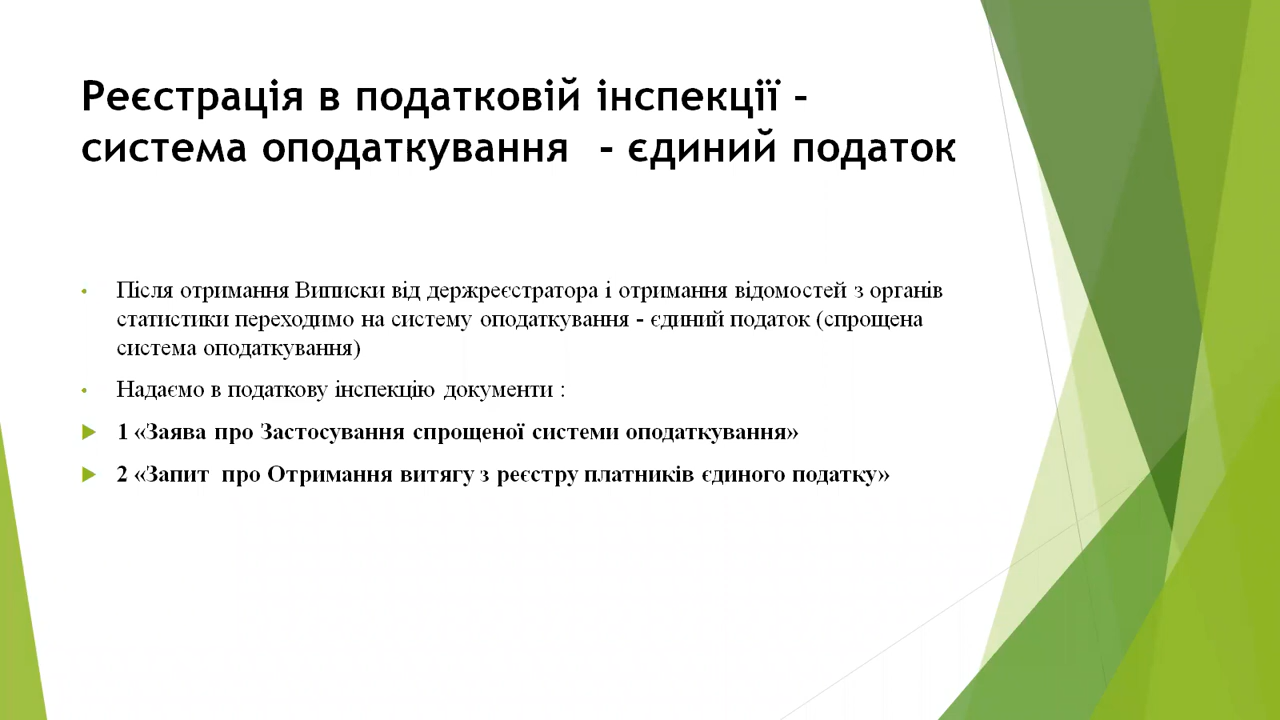 Реєстрація в податковій інспекції –
система оподаткування  - єдиний податок
• Після отримання Виписки від держреєстратора і отримання відомостей з органів
статистики переходимо на систему оподаткування - єдиний податок (спрощена
система оподаткування)
• Надаємо в податкову інспекцію документи :
1 «Заява про Застосування спрощеної системи оподаткування»
2 «Запит  про Отримання витягу з реєстру платників єдиного податку»